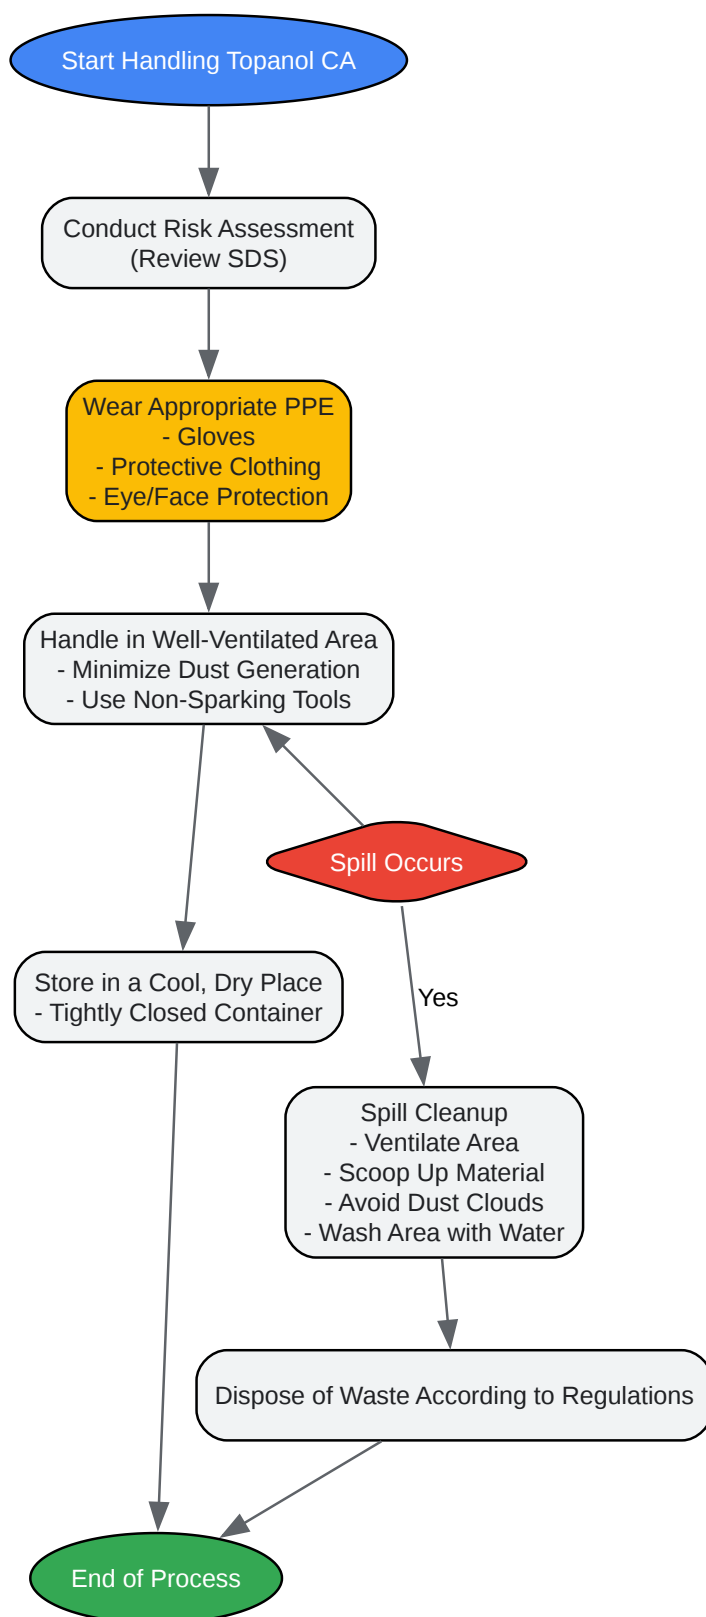 Start Handling Topanol CA
Conduct Risk Assessment
(Review SDS)
Wear Appropriate PPE
- Gloves
- Protective Clothing
- Eye/Face Protection
Handle in Well-Ventilated Area
- Minimize Dust Generation
- Use Non-Sparking Tools
Spill Occurs
Store in a Cool, Dry Place
- Tightly Closed Container
Yes
Spill Cleanup
- Ventilate Area
- Scoop Up Material
- Avoid Dust Clouds
- Wash Area with Water
Dispose of Waste According to Regulations
End of Process